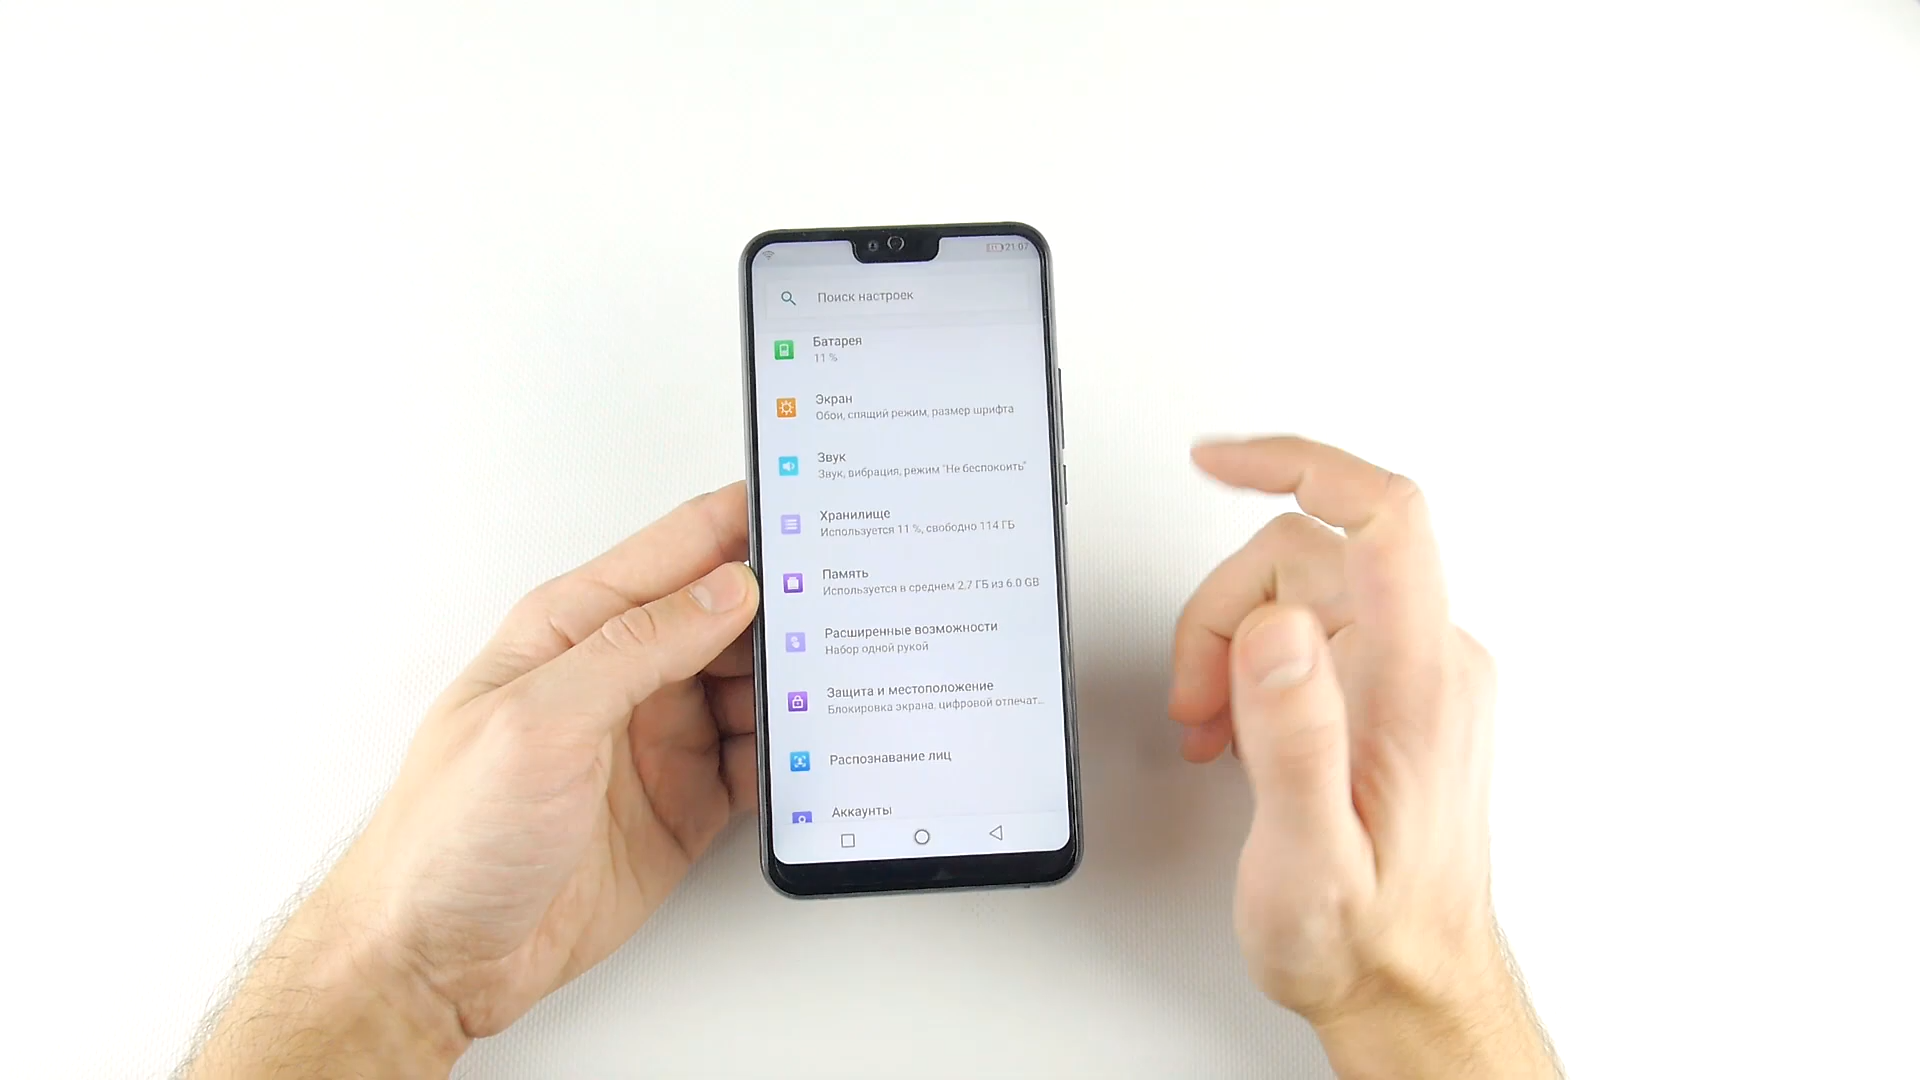 21:07
Поиск настроек
Батарея
11 %
Экран
Обои, спящий режим, размер шрифта
Звук
Звук, вибрация, режим "Не беспокоить"
Хранилище
Используется 11 %, свободно 114 ГБ
Память
Используется в среднем 2,7 ГБ из 6.0 GB
Расширенные возможности
Набор одной рукой
Защита и местоположение
Блокировка экрана, цифровой отпечат...
Распознавание лиц
Аккаунты